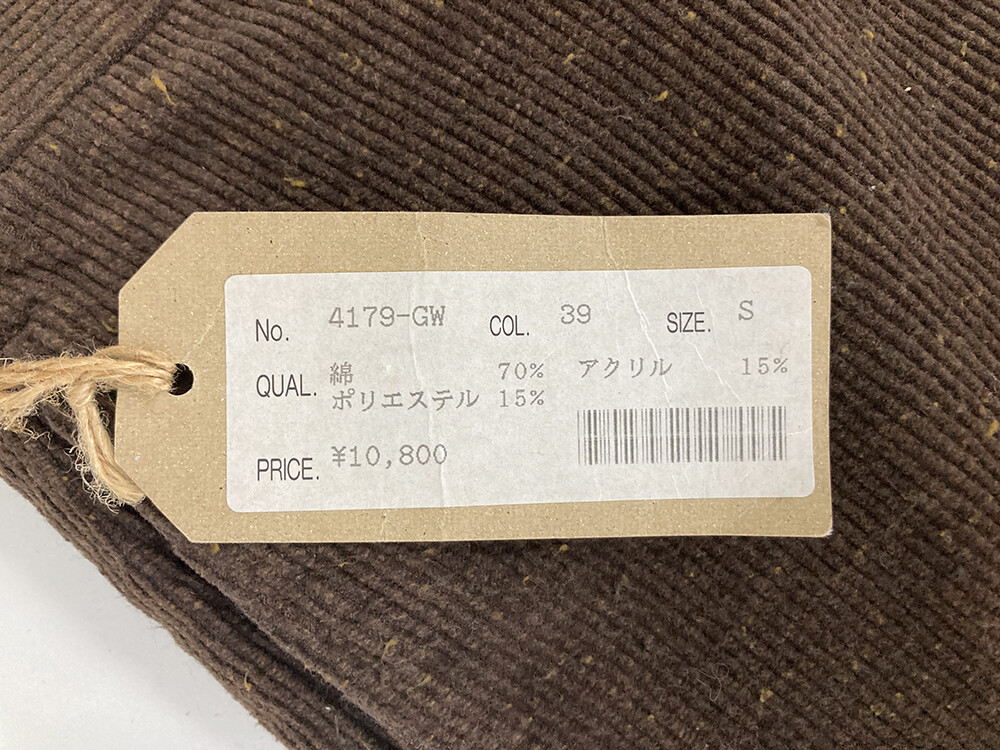 No. 4179-GW COL. 39 SIZE. S
QUAL. 綿 70% アクリル 15%
ポリエステル 15%
PRICE. ¥10,800